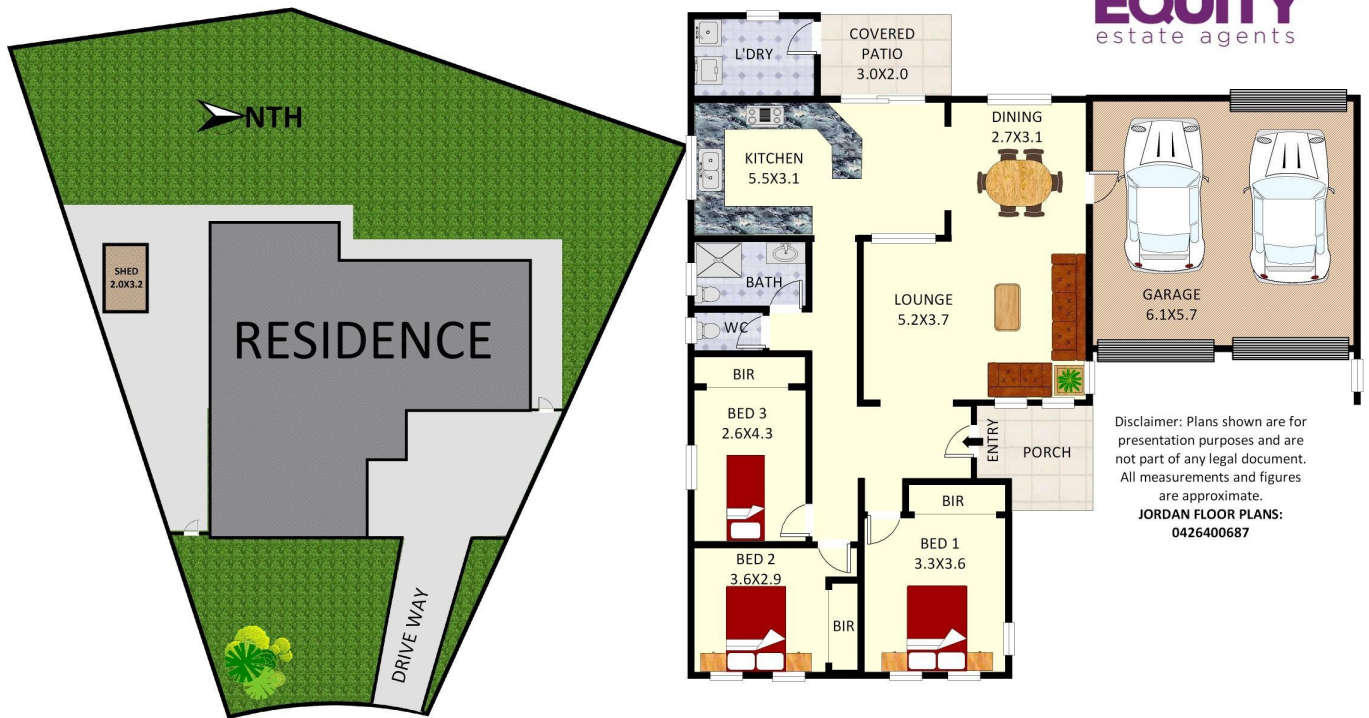 EQUITY
estate agents
NTH
SHED
2.0X3.2
RESIDENCE
DRIVE WAY
L'DRY
COVERED
PATIO
3.0X2.0
KITCHEN
5.5X3.1
DINING
2.7X3.1
BATH
WC
LOUNGE
5.2X3.7
GARAGE
6.1X5.7
BIR
BED 3
2.6X4.3
ENTRY
PORCH
BIR
BED 1
3.3X3.6
BED 2
3.6X2.9
BIR
Disclaimer: Plans shown are for
presentation purposes and are
not part of any legal document.
All measurements and figures
are approximate.
JORDAN FLOOR PLANS:
0426400687